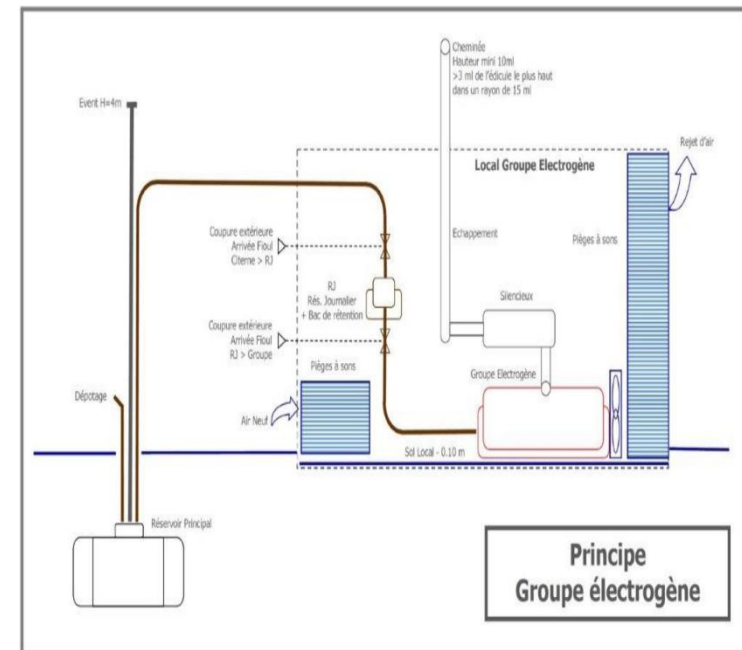 Cheminée
Hauteur mini 10ml
>3 ml de l'édicule le plus haut
dans un rayon de 15 ml
Event H=4m
Rejet d'air
Local Groupe Electrogène
Coupure extérieure
Arrivée Fioul
Citerne > RJ
Echappement
Pièges à sons
RJ
Rés. Journalier
+ Bac de rétention
Silencieux
Coupure extérieure
Arrivée Fioul
RJ > Groupe
Pièges à sons
Groupe Electrogène
Dépotage
Air Neuf
Sol Local - 0.10 m
Réservoir Principal
Principe
Groupe électrogène